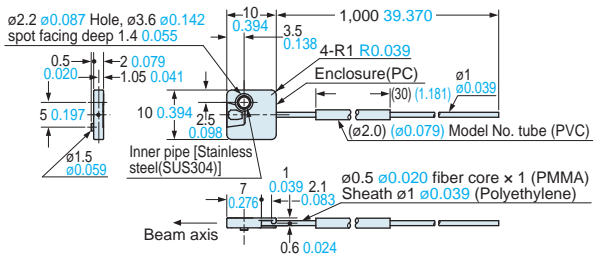 ø2.2 ø0.087 Hole, ø3.6 ø0.142
spot facing deep 1.4 0.055
10
0.394
1,000 39.370
3.5
0.138
4-R1 R0.039
Enclosure(PC)
0.5
0.020
2 0.079
1.05 0.041
(30) (1.181)
ø1
ø0.039
5 0.197
10 0.394
2.5
0.098
(ø2.0) (ø0.079) Model No. tube (PVC)
ø1.5
ø0.059
Inner pipe [Stainless
steel(SUS304)]
7
0.276
1
0.039
2.1
0.083
ø0.5 ø0.020 fiber core × 1 (PMMA)
Sheath ø1 ø0.039 (Polyethylene)
Beam axis
0.6 0.024